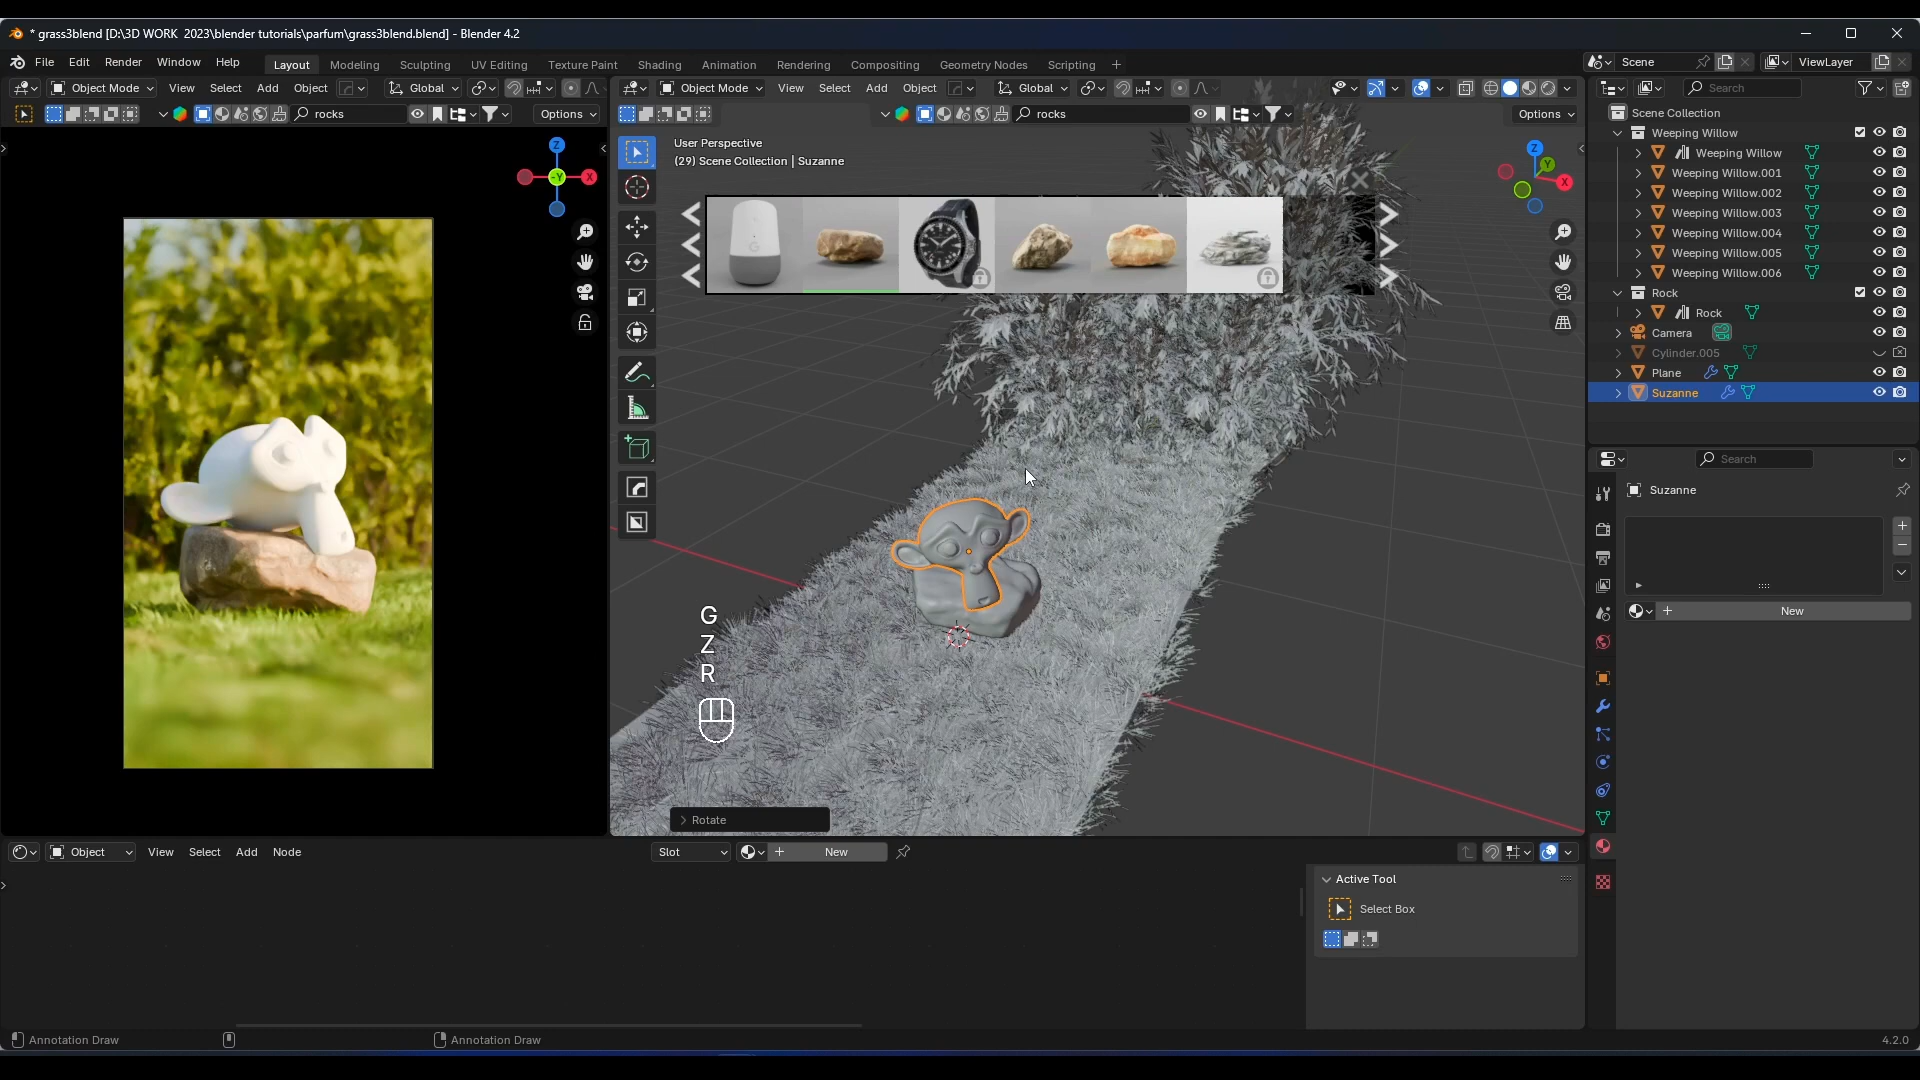 * grass3blend [D:\3D WORK  2023\blender tutorials\parfum\grass3blend.blend] - Blender 4.2
File Edit Render Window Help Layout Modeling Sculpting UV Editing Texture Paint Shading Animation Rendering Compositing Geometry Nodes Scripting + Scene ViewLayer
Object Mode View Select Add Object Global Object Mode View Select Add Object Global Search
rocks Options rocks Options
Scene Collection
Weeping Willow
Weeping Willow
Weeping Willow.001
Weeping Willow.002
Weeping Willow.003
Weeping Willow.004
Weeping Willow.005
Weeping Willow.006
Rock
Rock
Camera
Cylinder.005
Plane
Suzanne
Z
-Y
X
User Perspective
(29) Scene Collection | Suzanne
Z
Y
X
G
G
Z
R
Rotate
Search
Suzanne
New
Object View Select Add Node Slot New
Active Tool
Select Box
Annotation Draw Annotation Draw 4.2.0